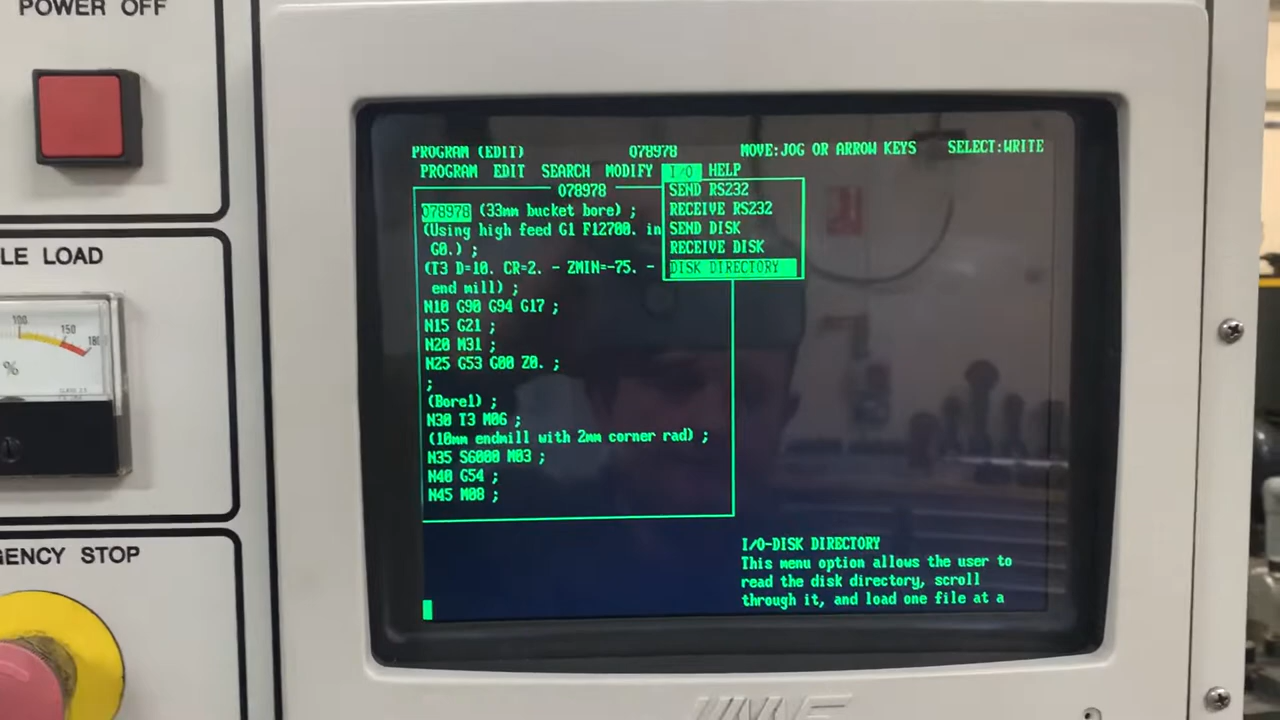 POWER OFF
LE LOAD
100
150
180
%
GENCY STOP
PROGRAM (EDIT) O78978 MOVE:JOG OR ARROW KEYS SELECT:WRITE
PROGRAM EDIT SEARCH MODIFY I/O HELP
O78978
SEND RS232
RECEIVE RS232
SEND DISK
RECEIVE DISK
DISK DIRECTORY
O78978 (33mm bucket bore) ;
(Using high feed G1 F12700. in
G0.) ;
(T3 D=10. CR=2. - ZMIN=-75. -
end mill) ;
N10 G90 G94 G17 ;
N15 G21 ;
N20 M31 ;
N25 G53 G00 Z0. ;
;
(Bore1) ;
N30 T3 M06 ;
(10mm endmill with 2mm corner rad) ;
N35 S6000 M03 ;
N40 G54 ;
N45 M08 ;
I/O-DISK DIRECTORY
This menu option allows the user to
read the disk directory, scroll
through it, and load one file at a